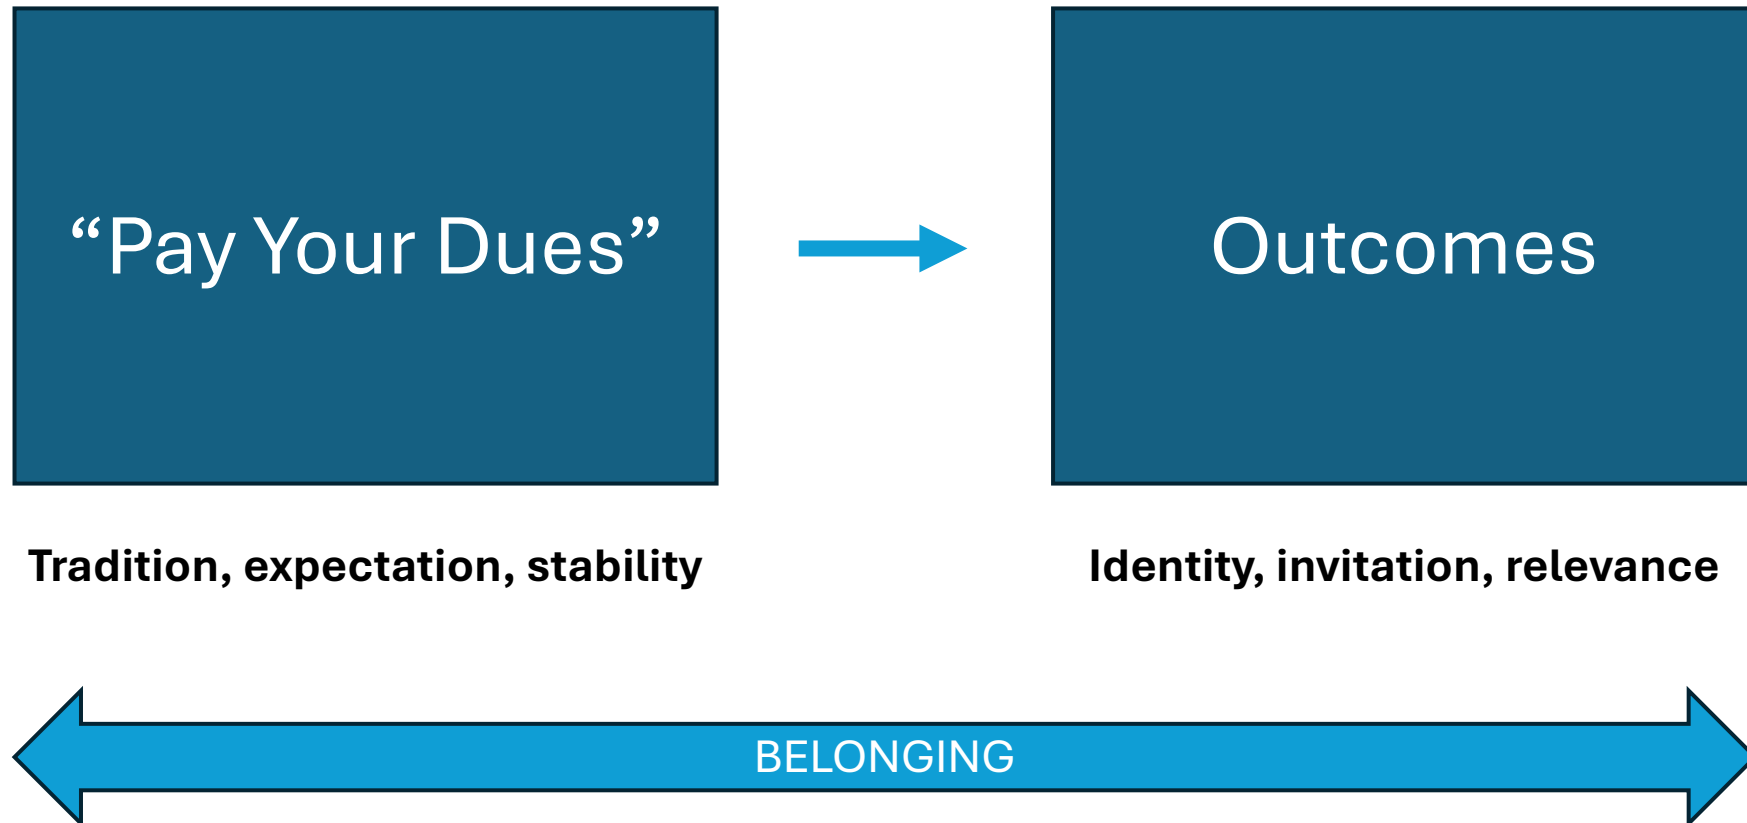 “Pay Your Dues”
Outcomes
Tradition, expectation, stability
Identity, invitation, relevance
BELONGING